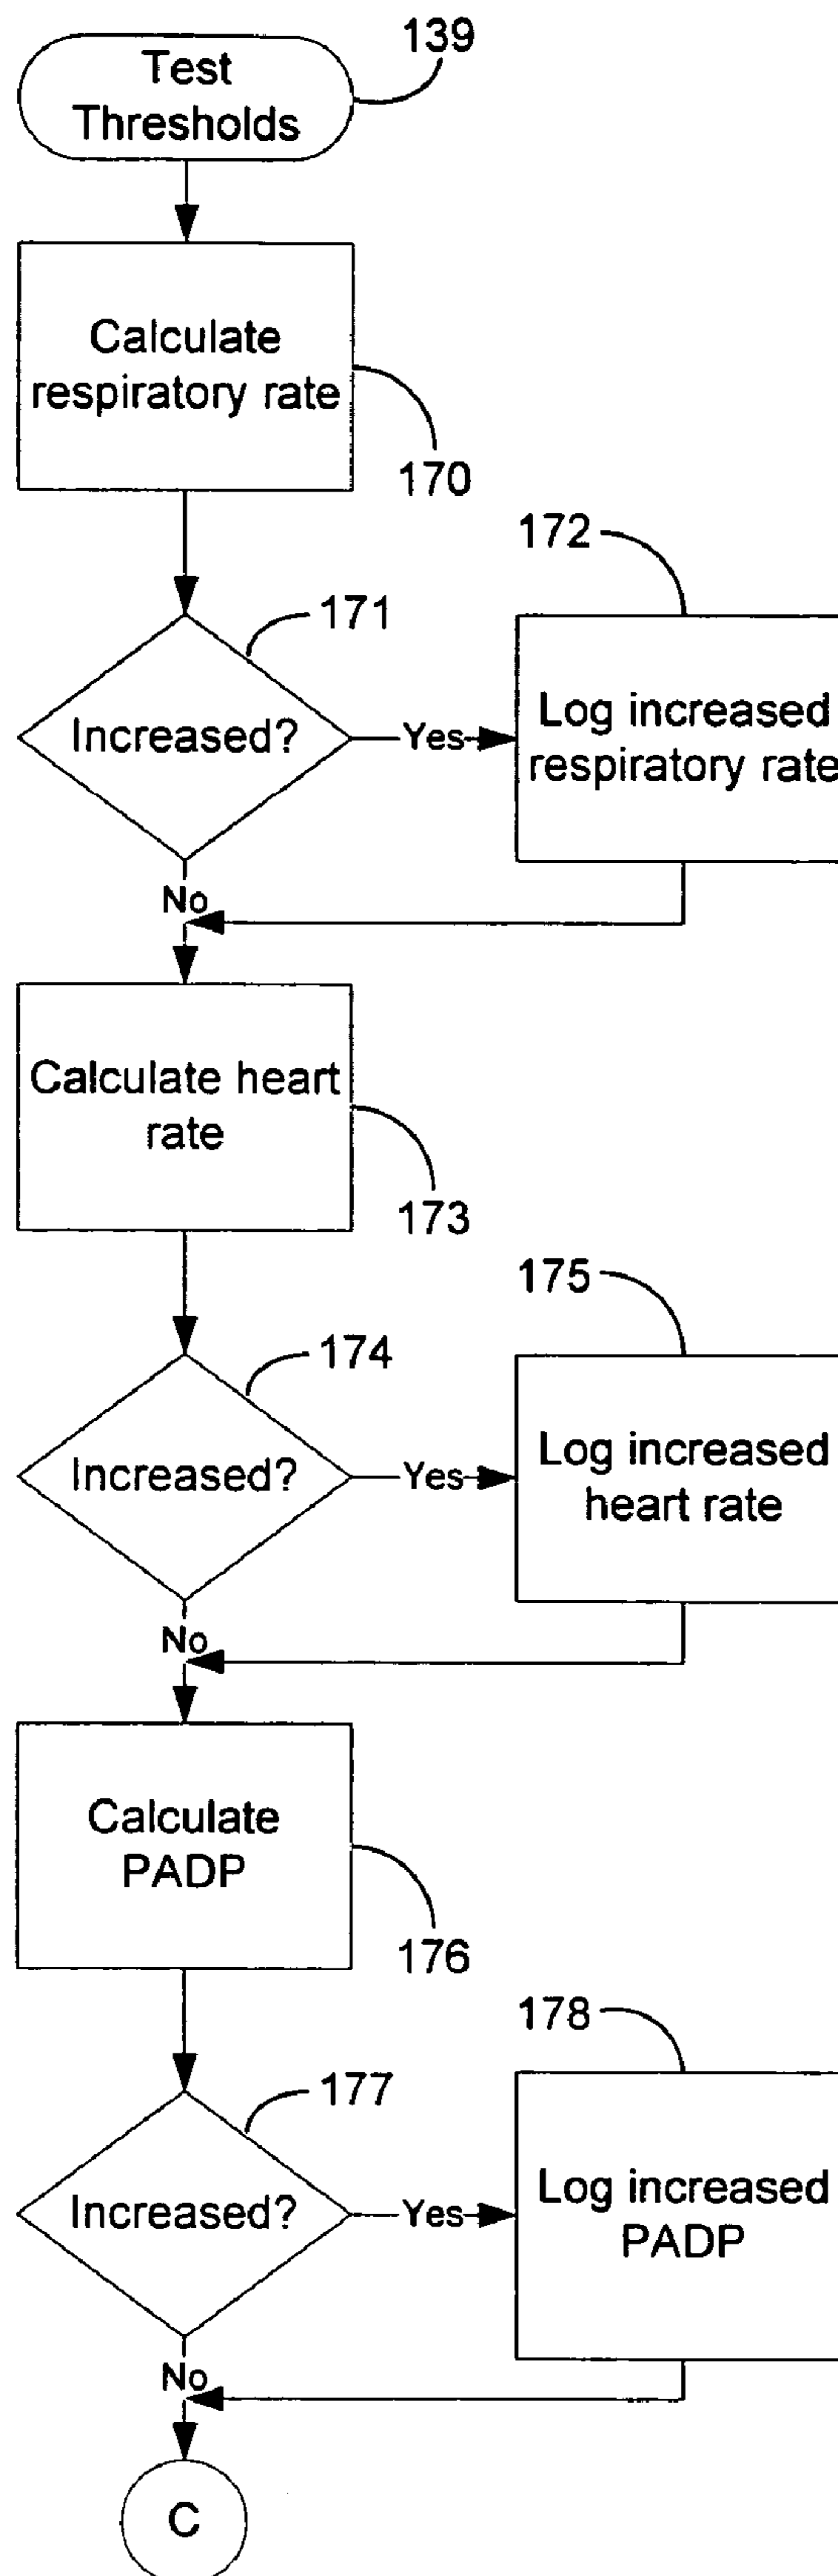 139
Test
Thresholds
Calculate
respiratory rate
170
172
171
Increased?
Yes
Log increased
respiratory rate
No
Calculate heart
rate
173
175
174
Increased?
Yes
Log increased
heart rate
No
Calculate
PADP
176
178
177
Increased?
Yes
Log increased
PADP
No
C